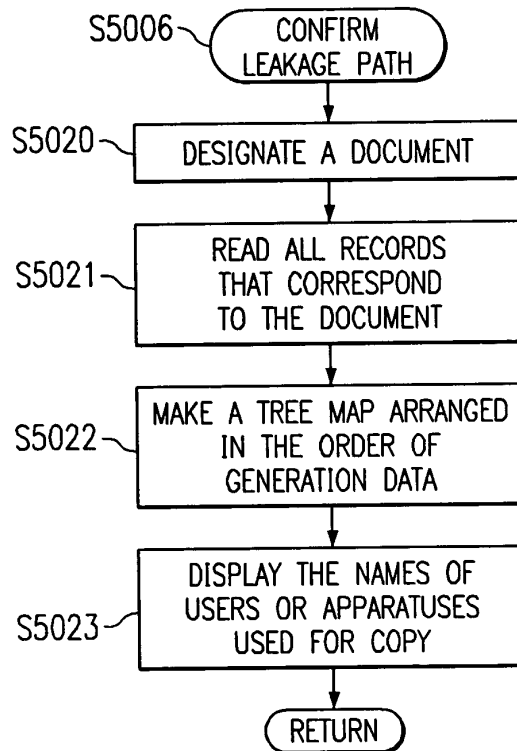 S5006
CONFIRM
LEAKAGE PATH
S5020
DESIGNATE A DOCUMENT
S5021
READ ALL RECORDS
THAT CORRESPOND
TO THE DOCUMENT
S5022
MAKE A TREE MAP ARRANGED
IN THE ORDER OF
GENERATION DATA
S5023
DISPLAY THE NAMES OF
USERS OR APPARATUSES
USED FOR COPY
RETURN